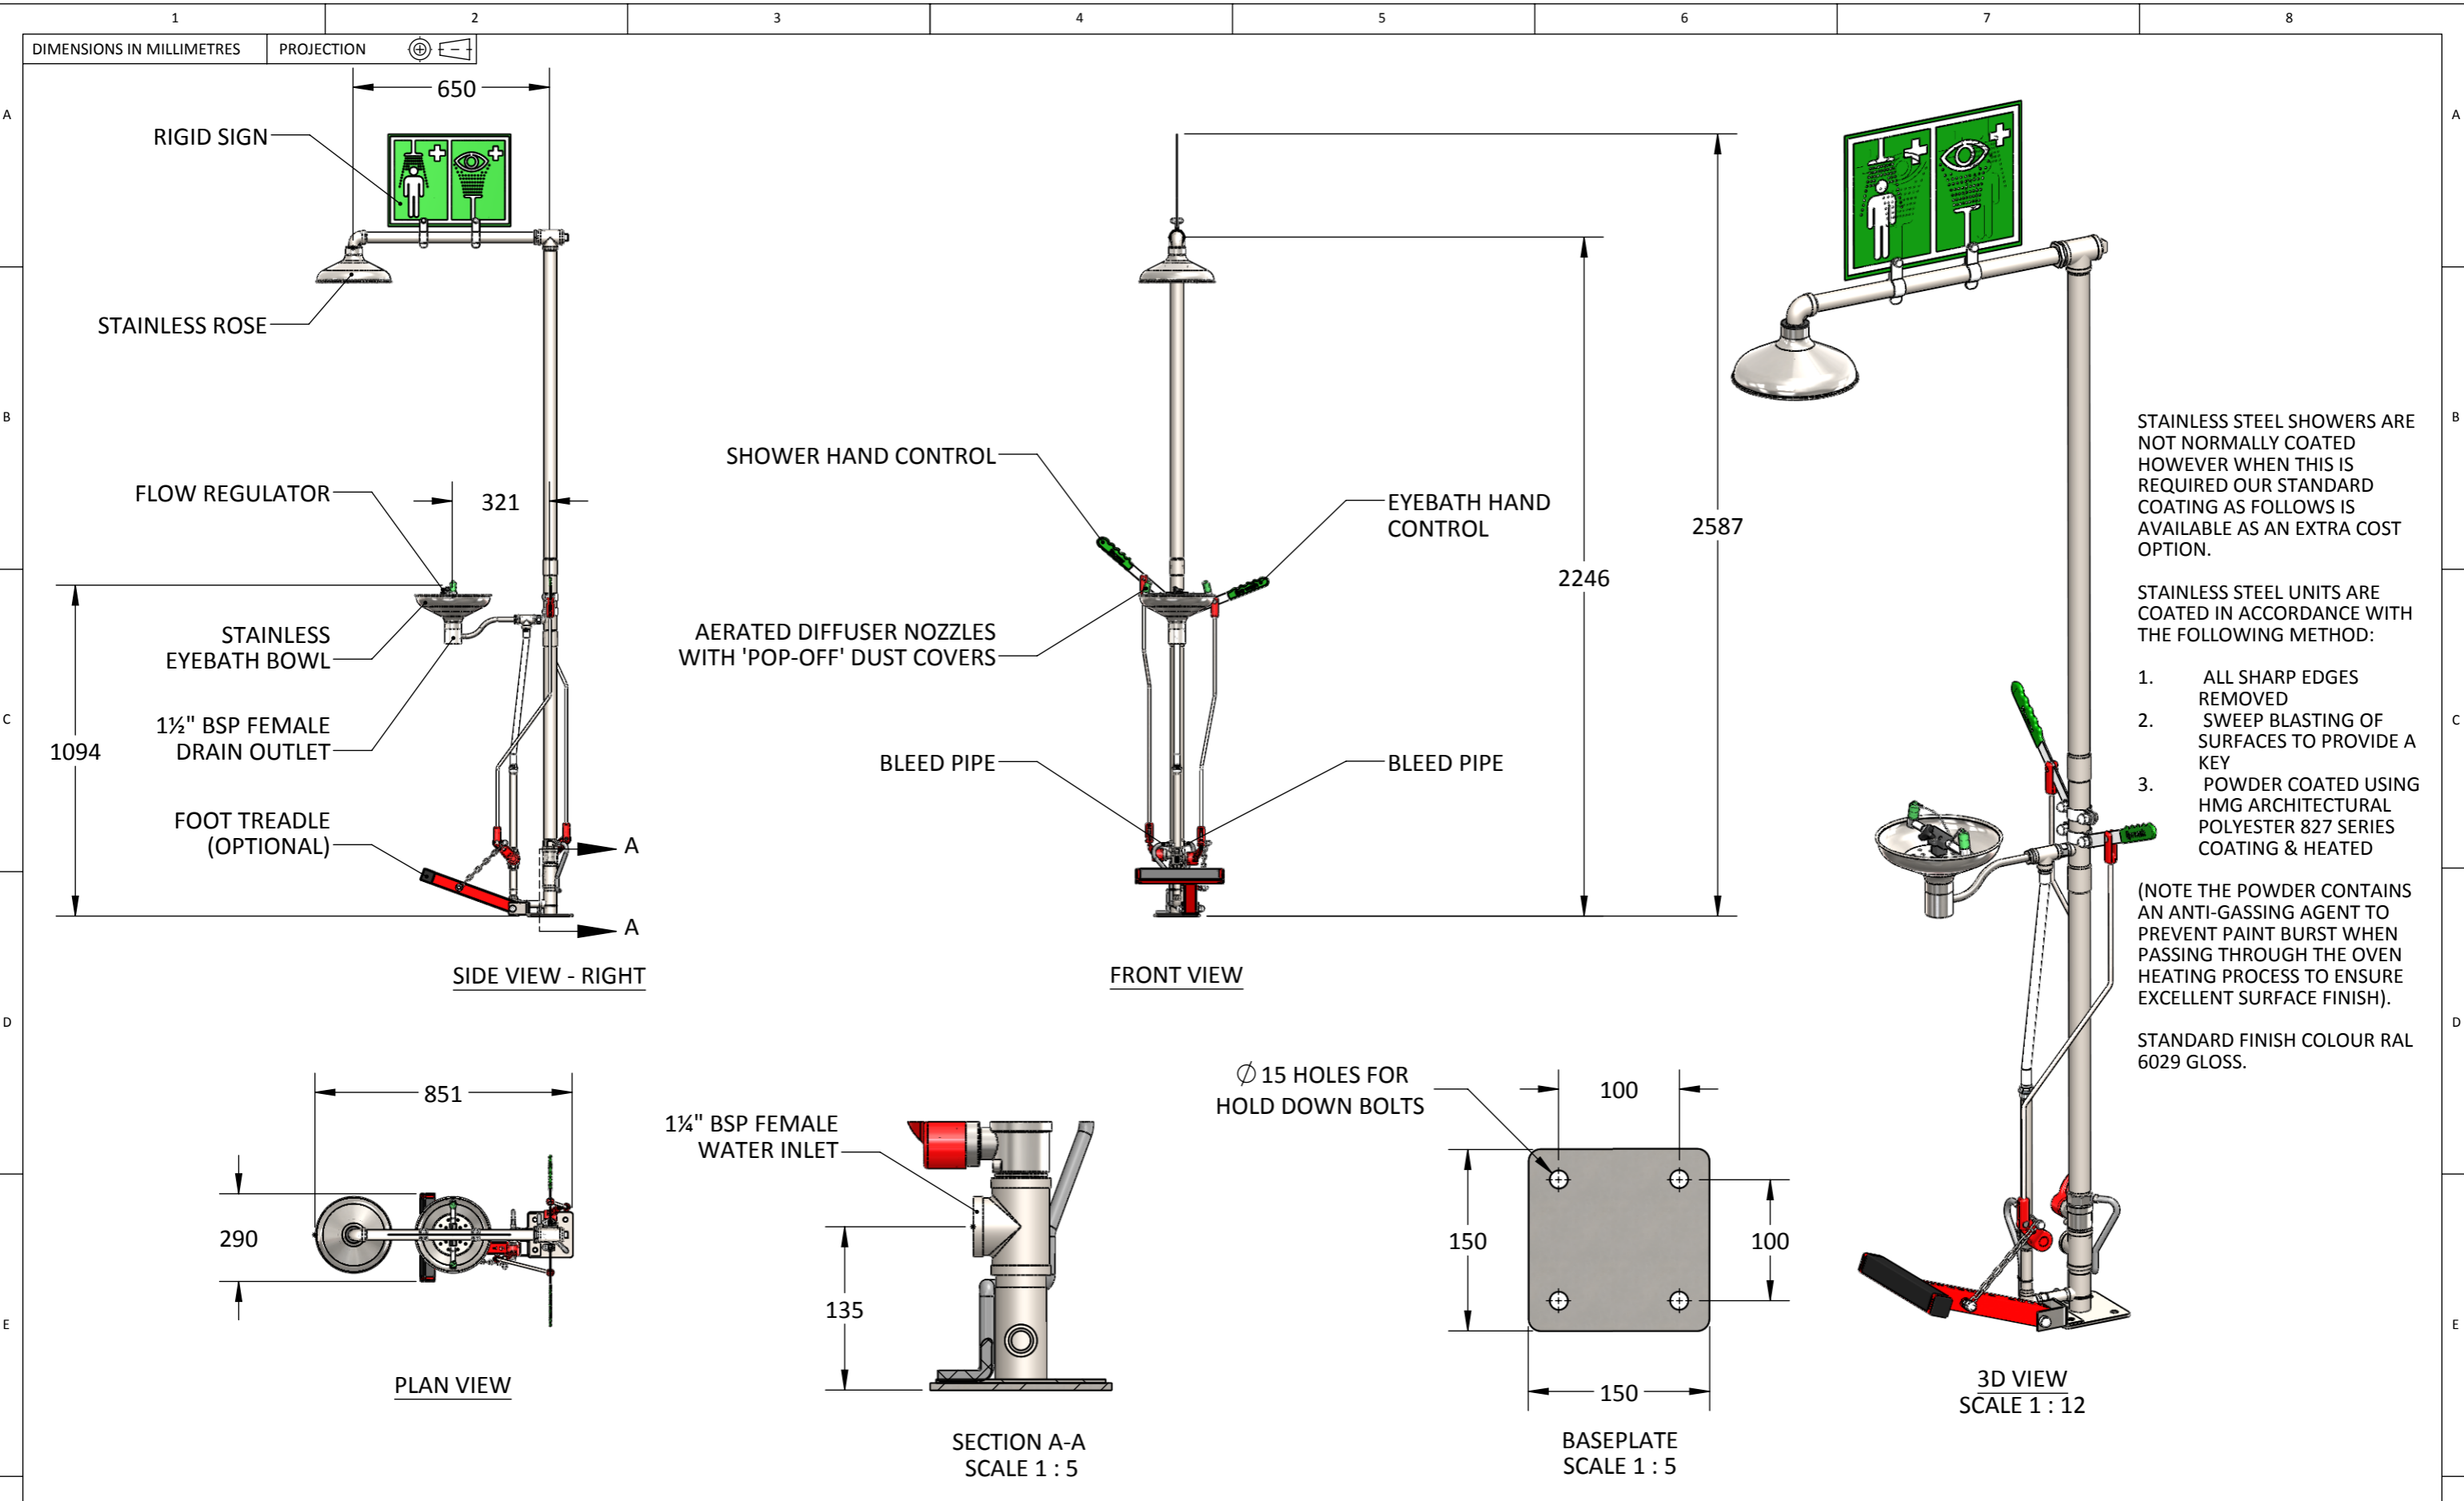 1 2 3 4 5 6 7 8
DIMENSIONS IN MILLIMETRES PROJECTION
A A
B B
C C
D D
E E
650
RIGID SIGN
STAINLESS ROSE
FLOW REGULATOR
321
STAINLESS
EYEBATH BOWL
1½" BSP FEMALE
DRAIN OUTLET
1094
FOOT TREADLE
(OPTIONAL)
A
A
SIDE VIEW - RIGHT
SHOWER HAND CONTROL
EYEBATH HAND
CONTROL
AERATED DIFFUSER NOZZLES
WITH 'POP-OFF' DUST COVERS
BLEED PIPE
BLEED PIPE
2246
2587
FRONT VIEW
STAINLESS STEEL SHOWERS ARE
NOT NORMALLY COATED
HOWEVER WHEN THIS IS
REQUIRED OUR STANDARD
COATING AS FOLLOWS IS
AVAILABLE AS AN EXTRA COST
OPTION.
STAINLESS STEEL UNITS ARE
COATED IN ACCORDANCE WITH
THE FOLLOWING METHOD:
1. ALL SHARP EDGES
REMOVED
2. SWEEP BLASTING OF
SURFACES TO PROVIDE A
KEY
3. POWDER COATED USING
HMG ARCHITECTURAL
POLYESTER 827 SERIES
COATING & HEATED
(NOTE THE POWDER CONTAINS
AN ANTI-GASSING AGENT TO
PREVENT PAINT BURST WHEN
PASSING THROUGH THE OVEN
HEATING PROCESS TO ENSURE
EXCELLENT SURFACE FINISH).
STANDARD FINISH COLOUR RAL
6029 GLOSS.
851
290
PLAN VIEW
1¼" BSP FEMALE
WATER INLET
135
SECTION A-A
SCALE 1 : 5
∅ 15 HOLES FOR
HOLD DOWN BOLTS
100
150
100
150
BASEPLATE
SCALE 1 : 5
3D VIEW
SCALE 1 : 12